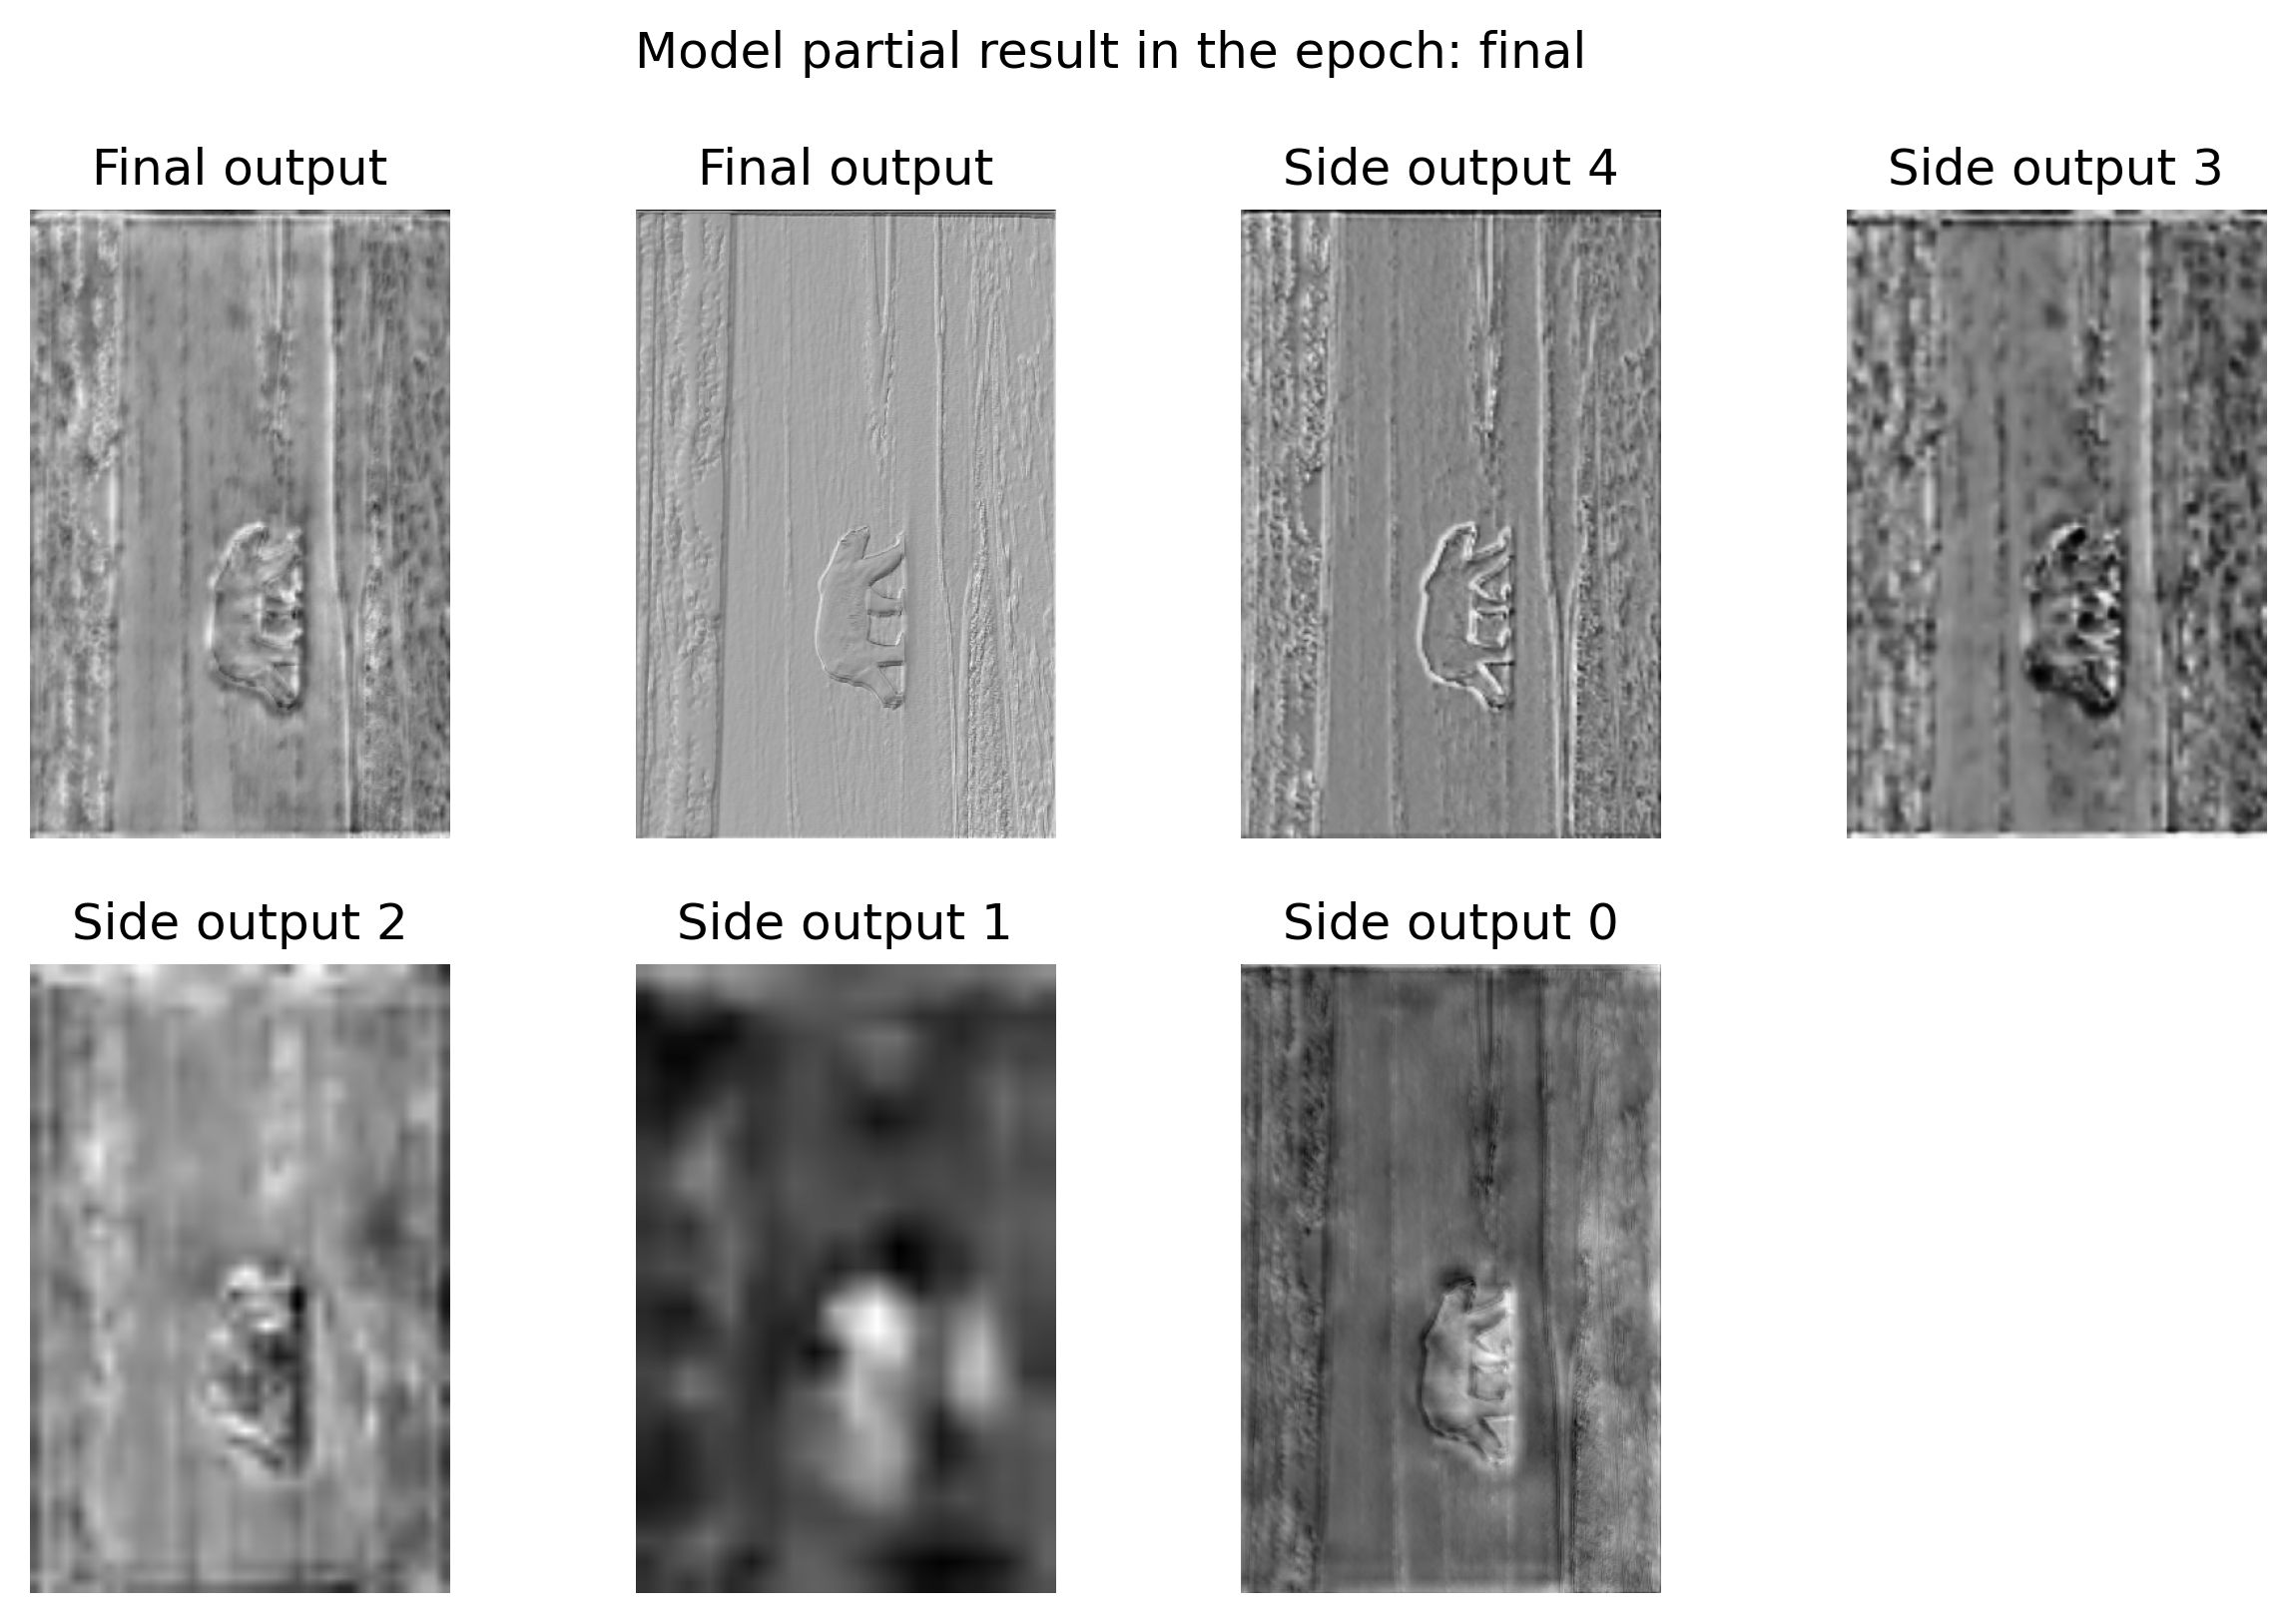 Model partial result in the epoch: final
Final output
Final output
Side output 4
Side output 3
Side output 2
Side output 1
Side output 0